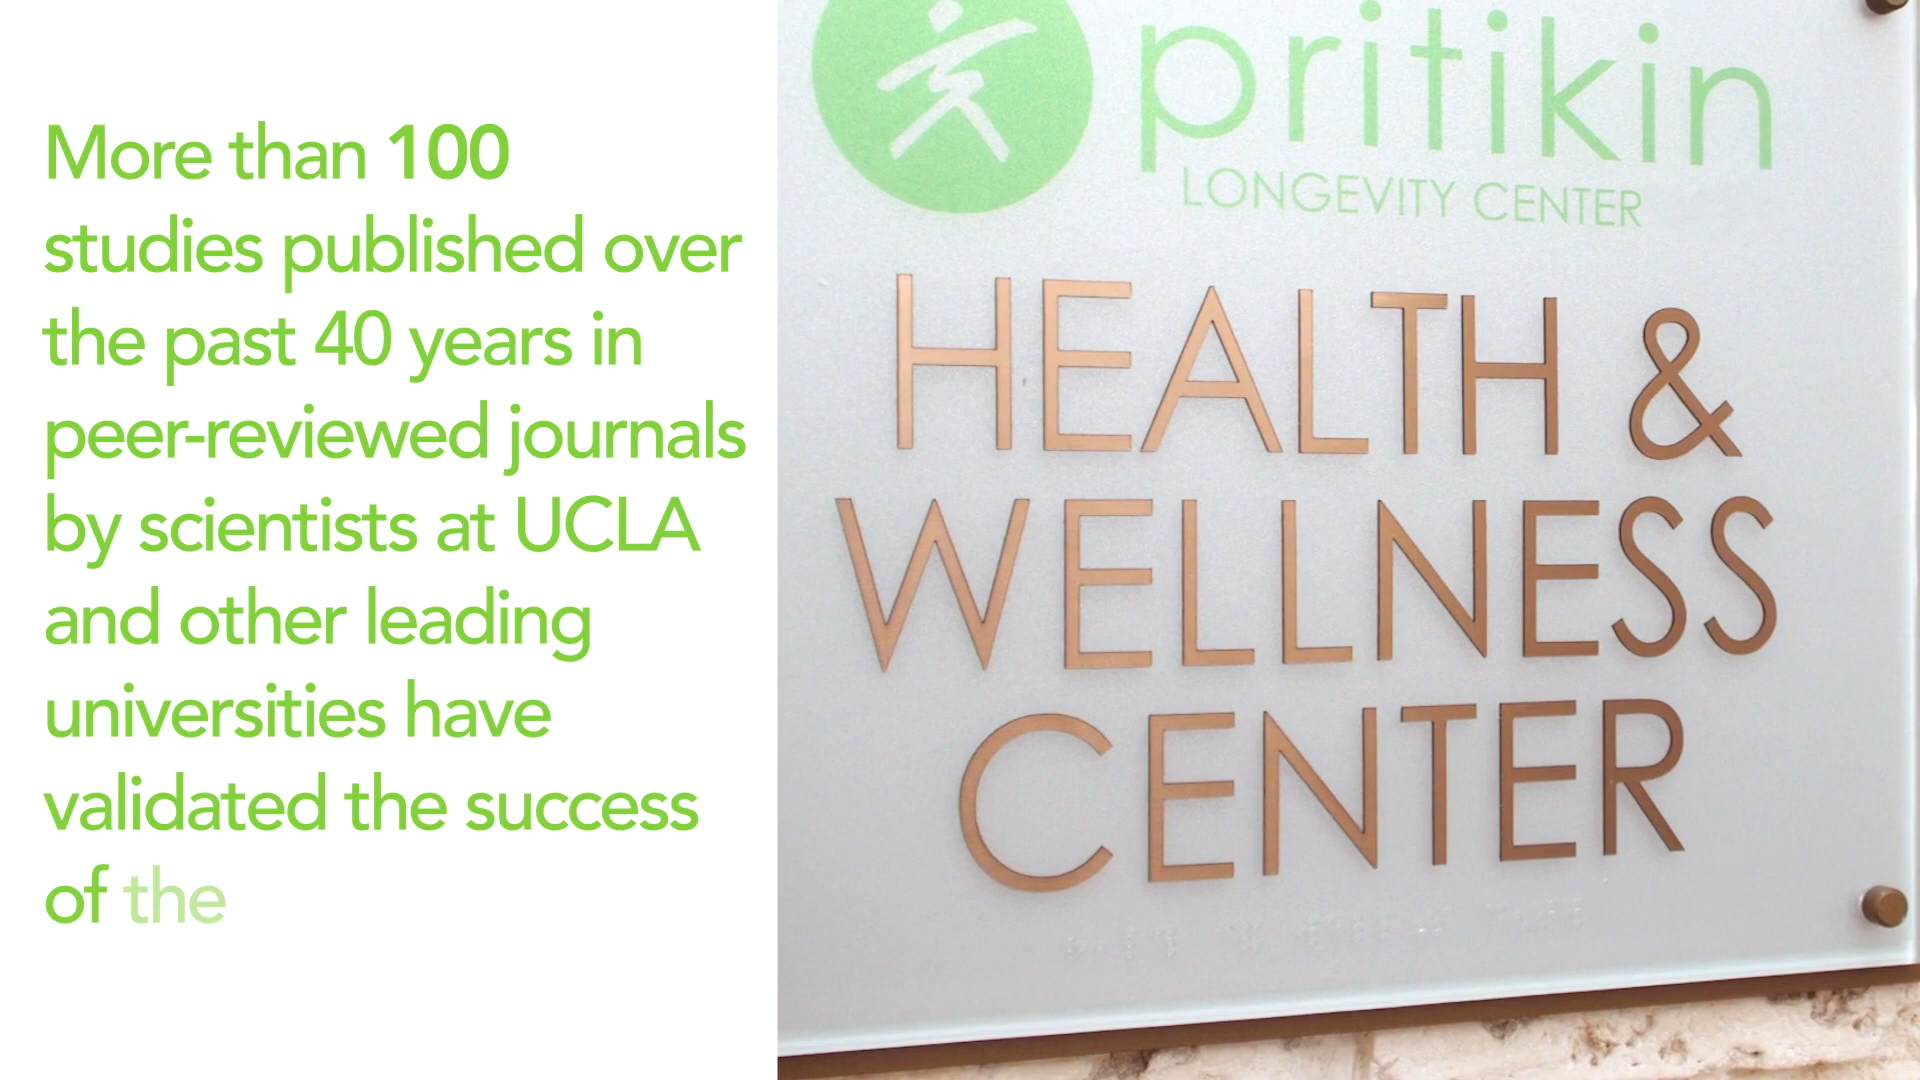 More than 100
studies published over
the past 40 years in
peer-reviewed journals
by scientists at UCLA
and other leading
universities have
validated the success
of the
pritikin
LONGEVITY CENTER
HEALTH &
WELLNESS
CENTER